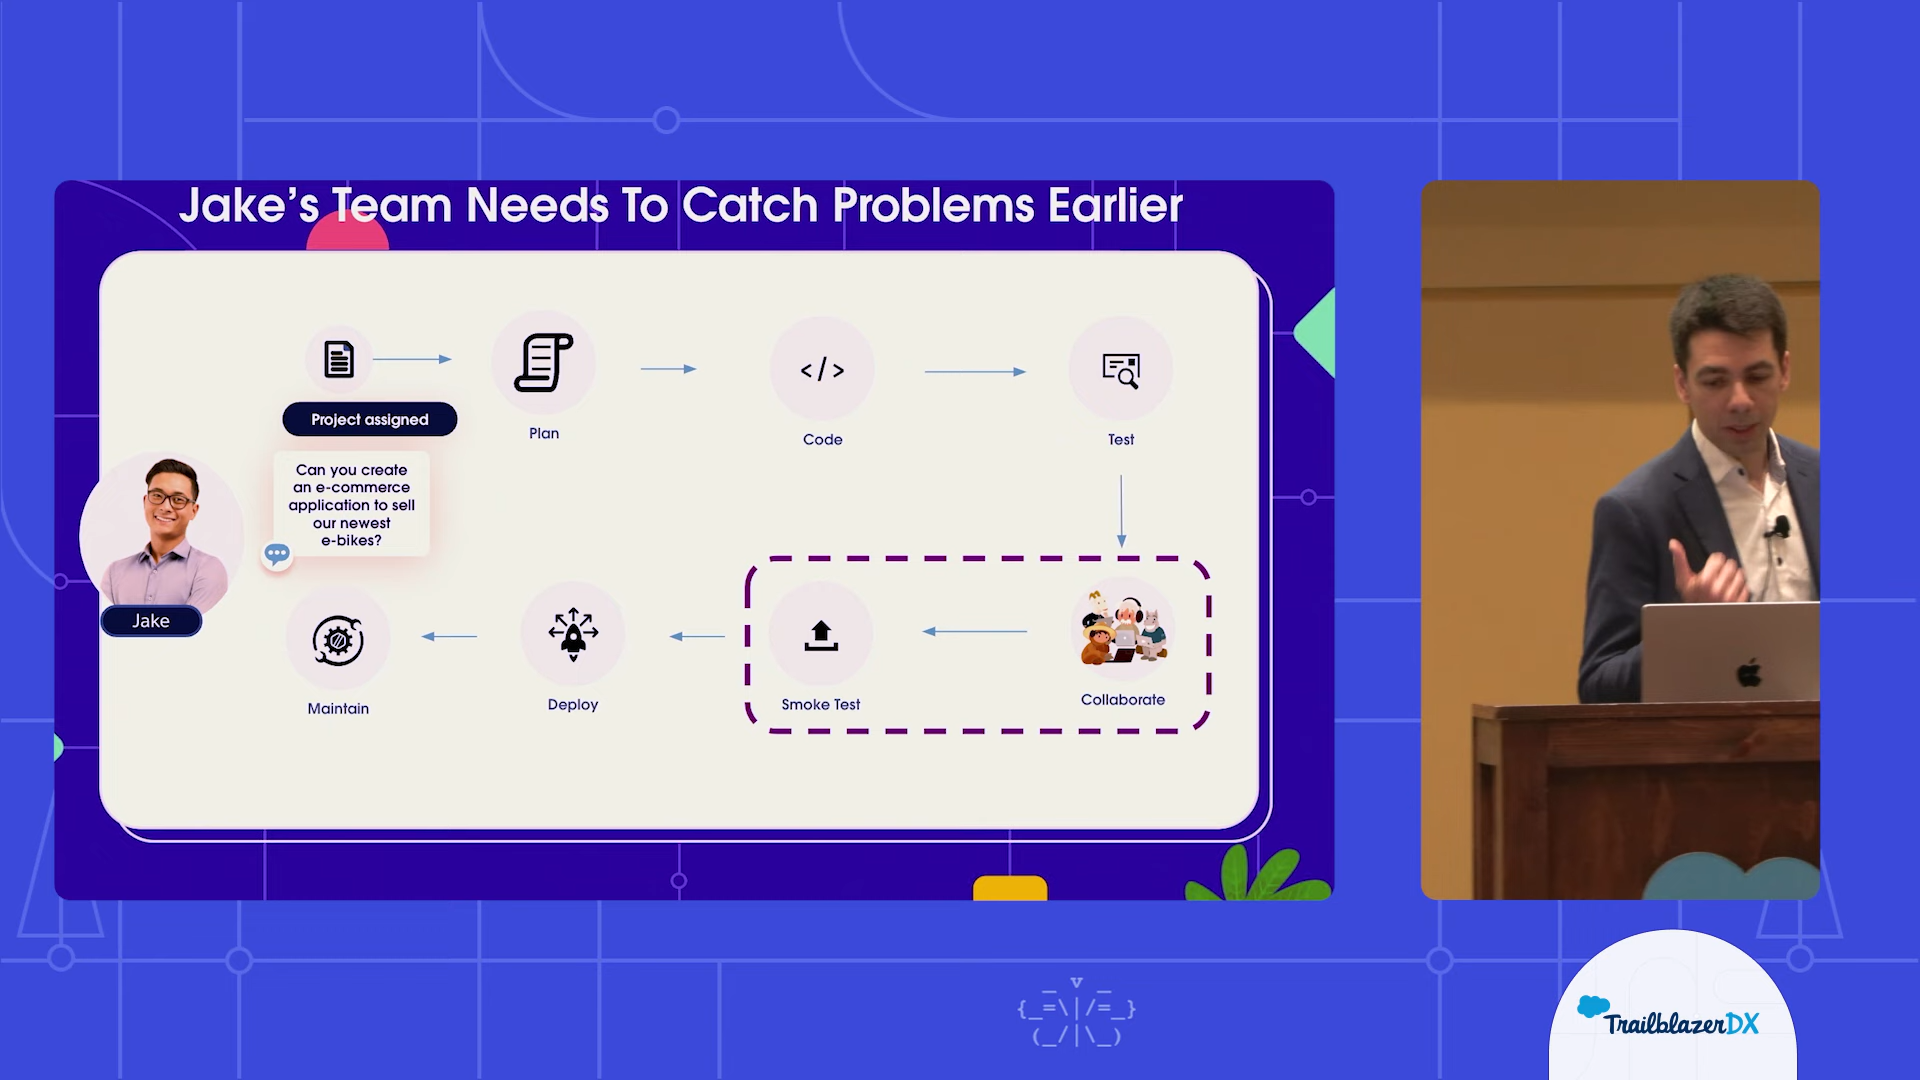 Jake's Team Needs To Catch Problems Earlier
Project assigned
Can you create
an e-commerce
application to sell
our newest
e-bikes?
Jake
Plan
</>
Code
Test
Collaborate
Smoke Test
Deploy
Maintain
TrailblazerDX